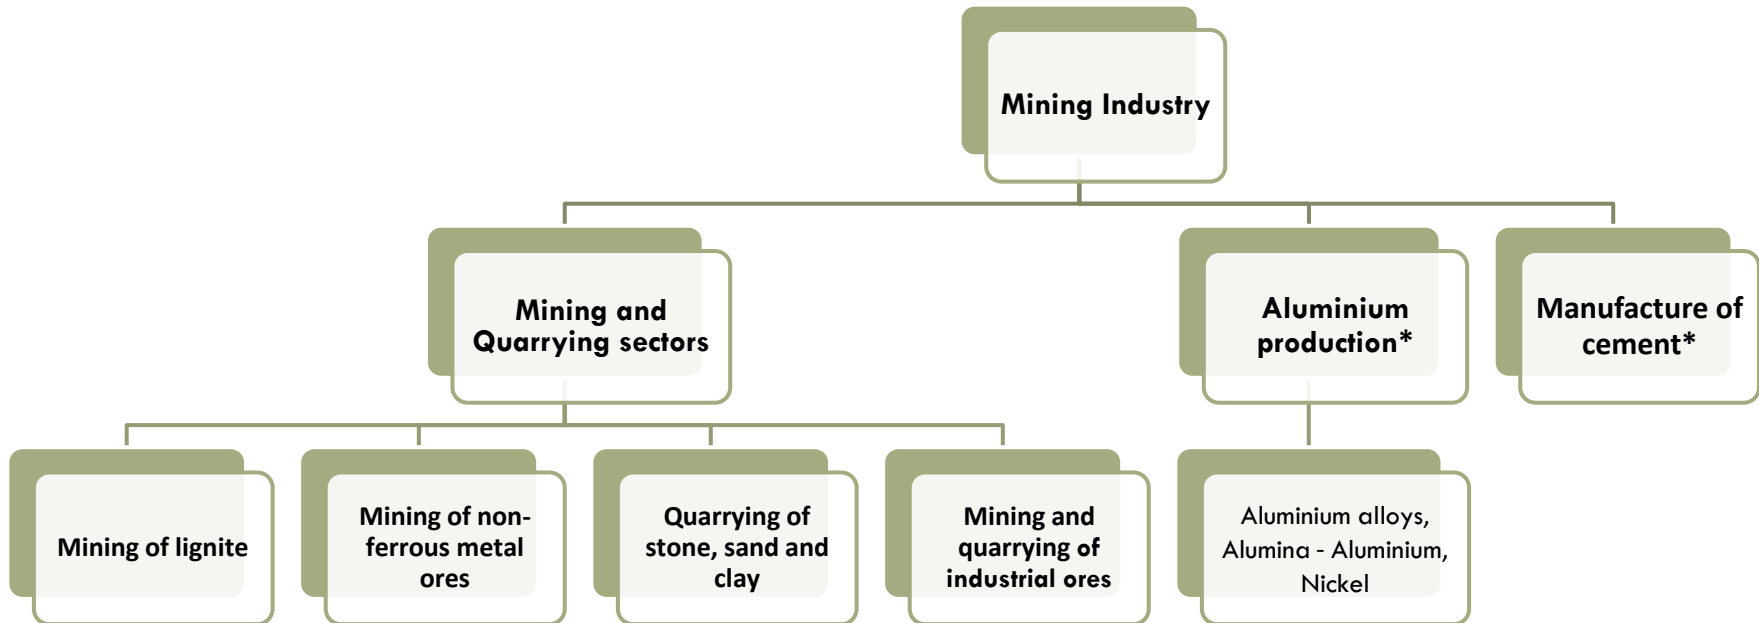 Mining Industry
Mining and
Quarrying sectors
Aluminium
production*
Manufacture of
cement*
Mining of lignite
Mining of non-
ferrous metal
ores
Quarrying of
stone, sand and
clay
Mining and
quarrying of
industrial ores
Aluminium alloys,
Alumina - Aluminium,
Nickel